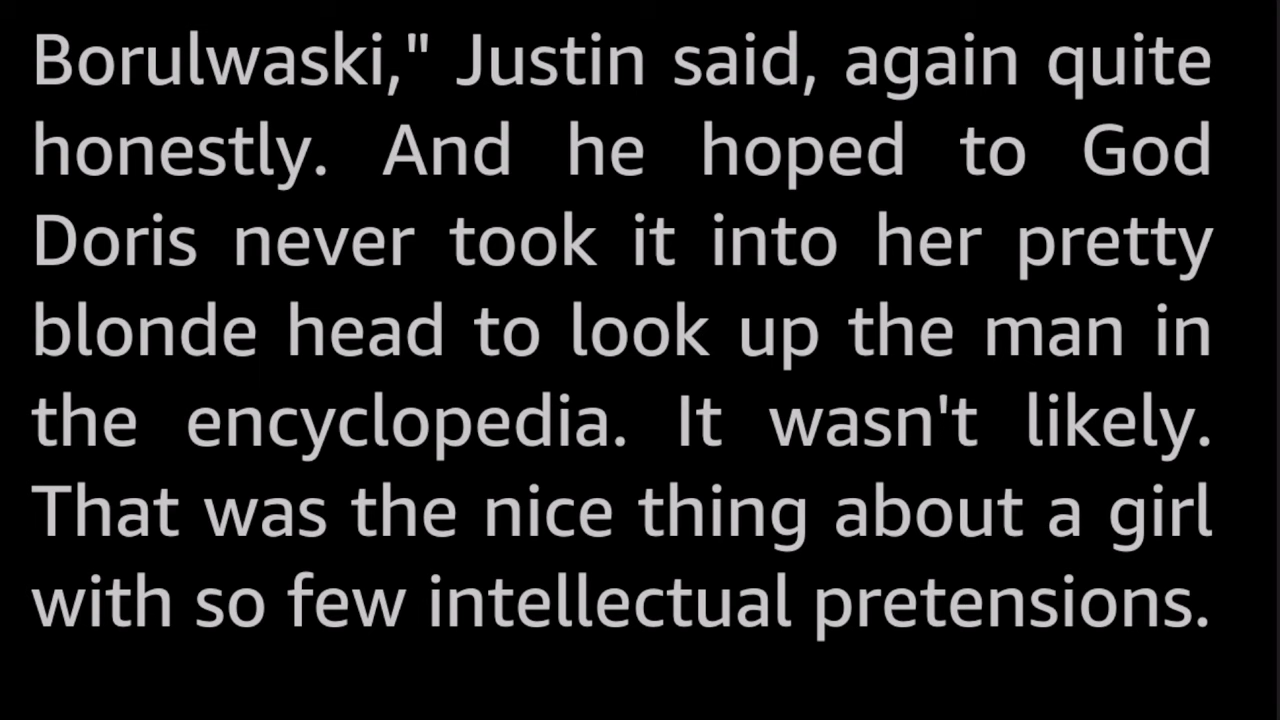 Borulwaski," Justin said, again quite
honestly. And he hoped to God
Doris never took it into her pretty
blonde head to look up the man in
the encyclopedia. It wasn't likely.
That was the nice thing about a girl
with so few intellectual pretensions.